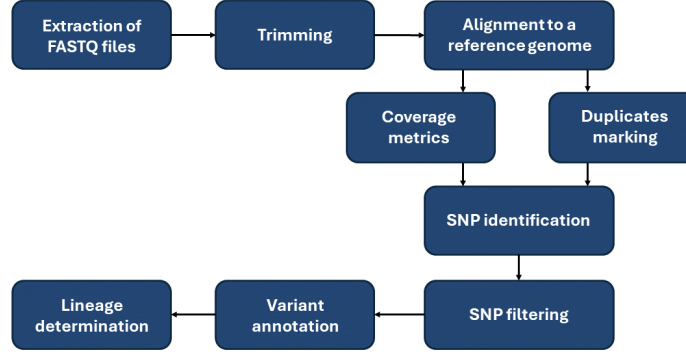 Extraction of
FASTQ files
Trimming
Alignment to a
reference genome
Coverage
metrics
Duplicates
marking
SNP identification
Lineage
determination
Variant
annotation
SNP filtering